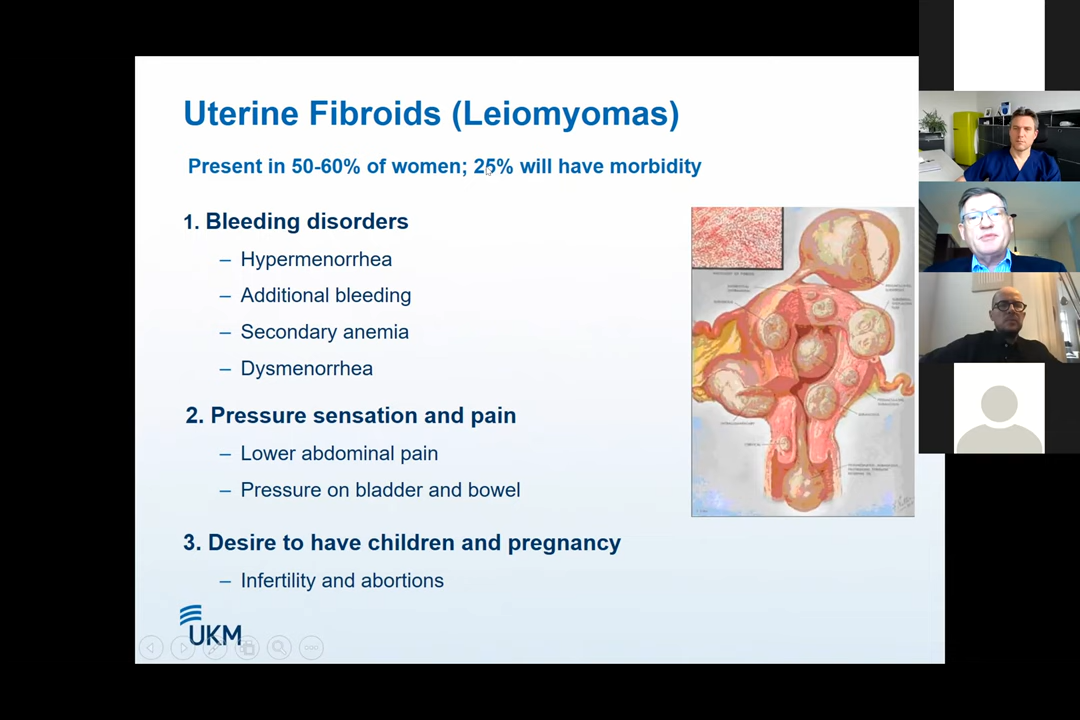 Uterine Fibroids (Leiomyomas)
Present in 50-60% of women; 25% will have morbidity
1. Bleeding disorders
– Hypermenorrhea
– Additional bleeding
– Secondary anemia
– Dysmenorrhea
2. Pressure sensation and pain
– Lower abdominal pain
– Pressure on bladder and bowel
3. Desire to have children and pregnancy
– Infertility and abortions
UKM